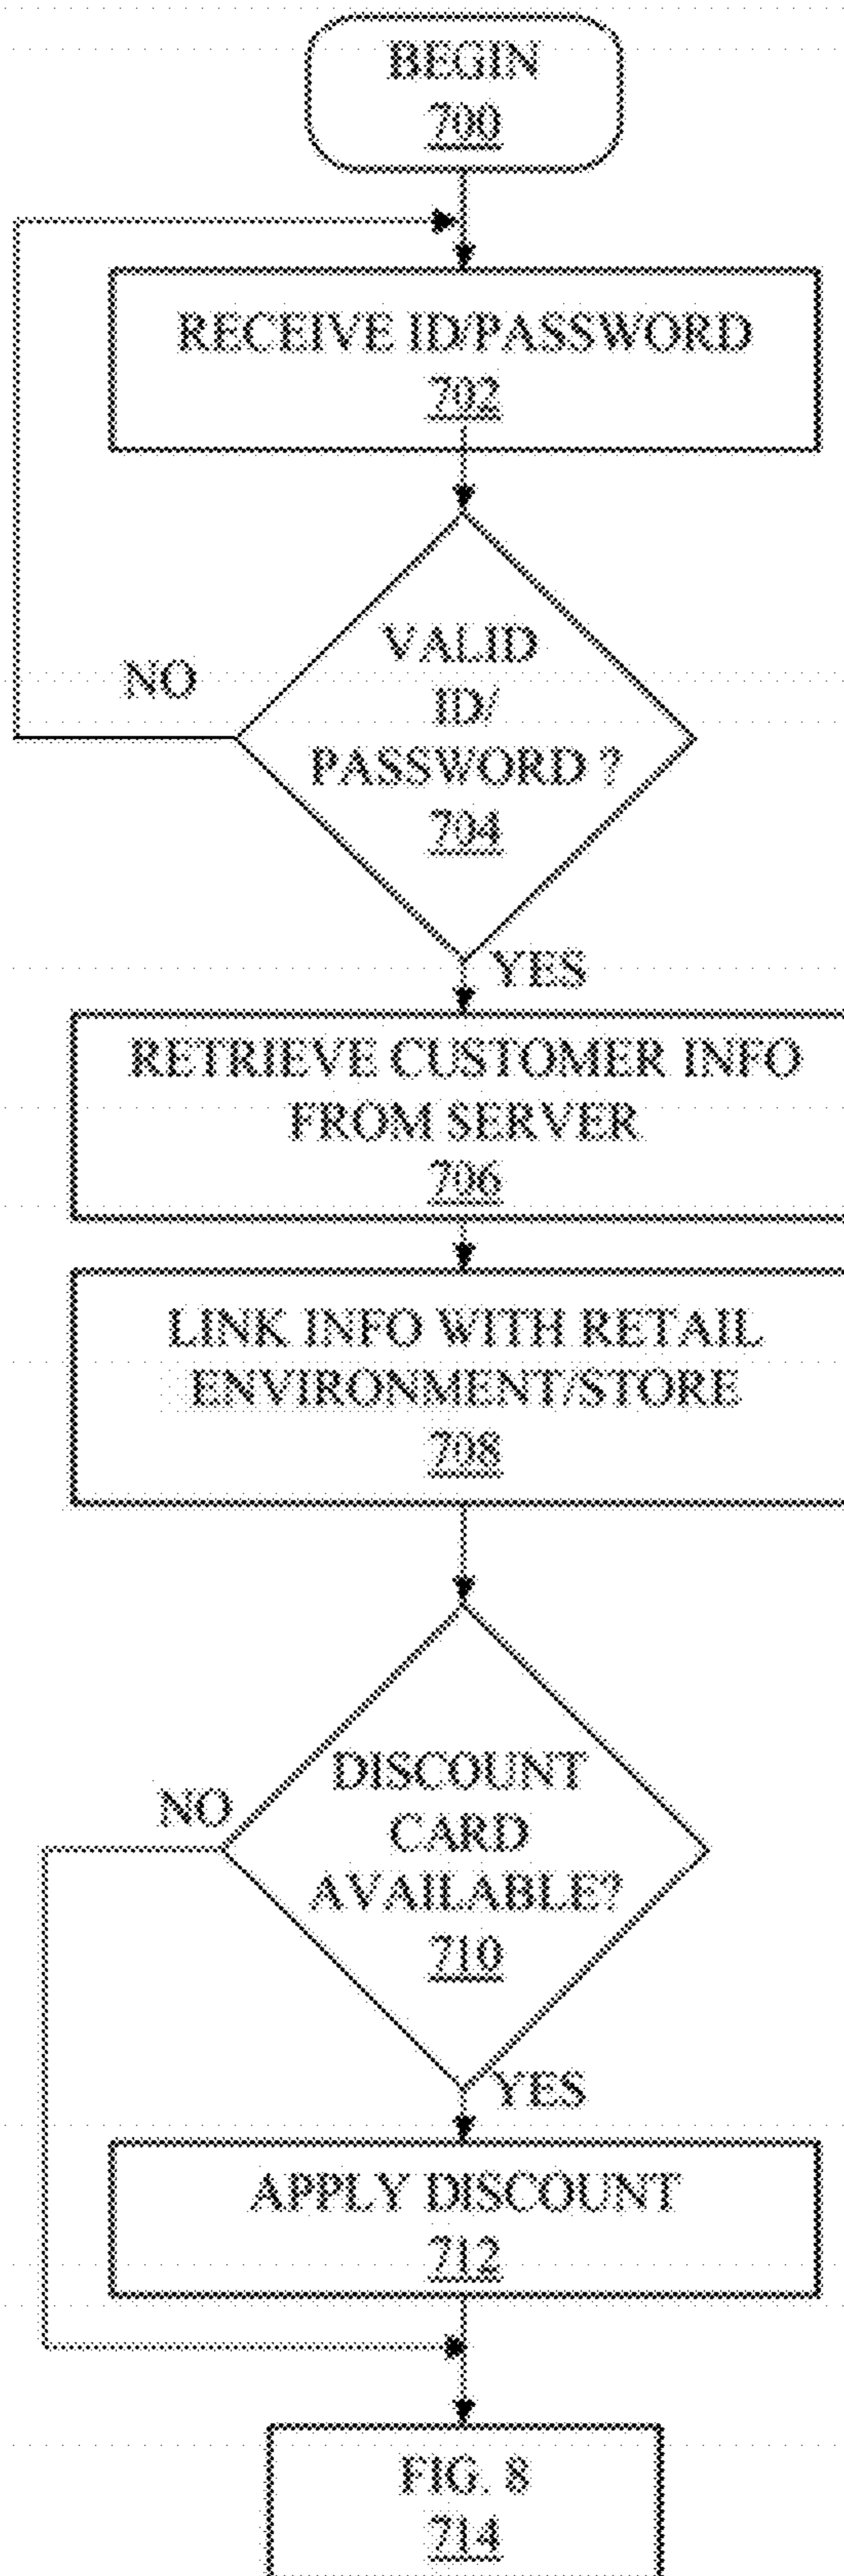 BEGIN
700
RECEIVE ID/PASSWORD
702
VALID
ID/
PASSWORD ?
704
NO
YES
RETRIEVE CUSTOMER INFO
FROM SERVER
706
LINK INFO WITH RETAIL
ENVIRONMENT/STORE
708
DISCOUNT
CARD
AVAILABLE?
710
NO
YES
APPLY DISCOUNT
712
FIG. 8
714